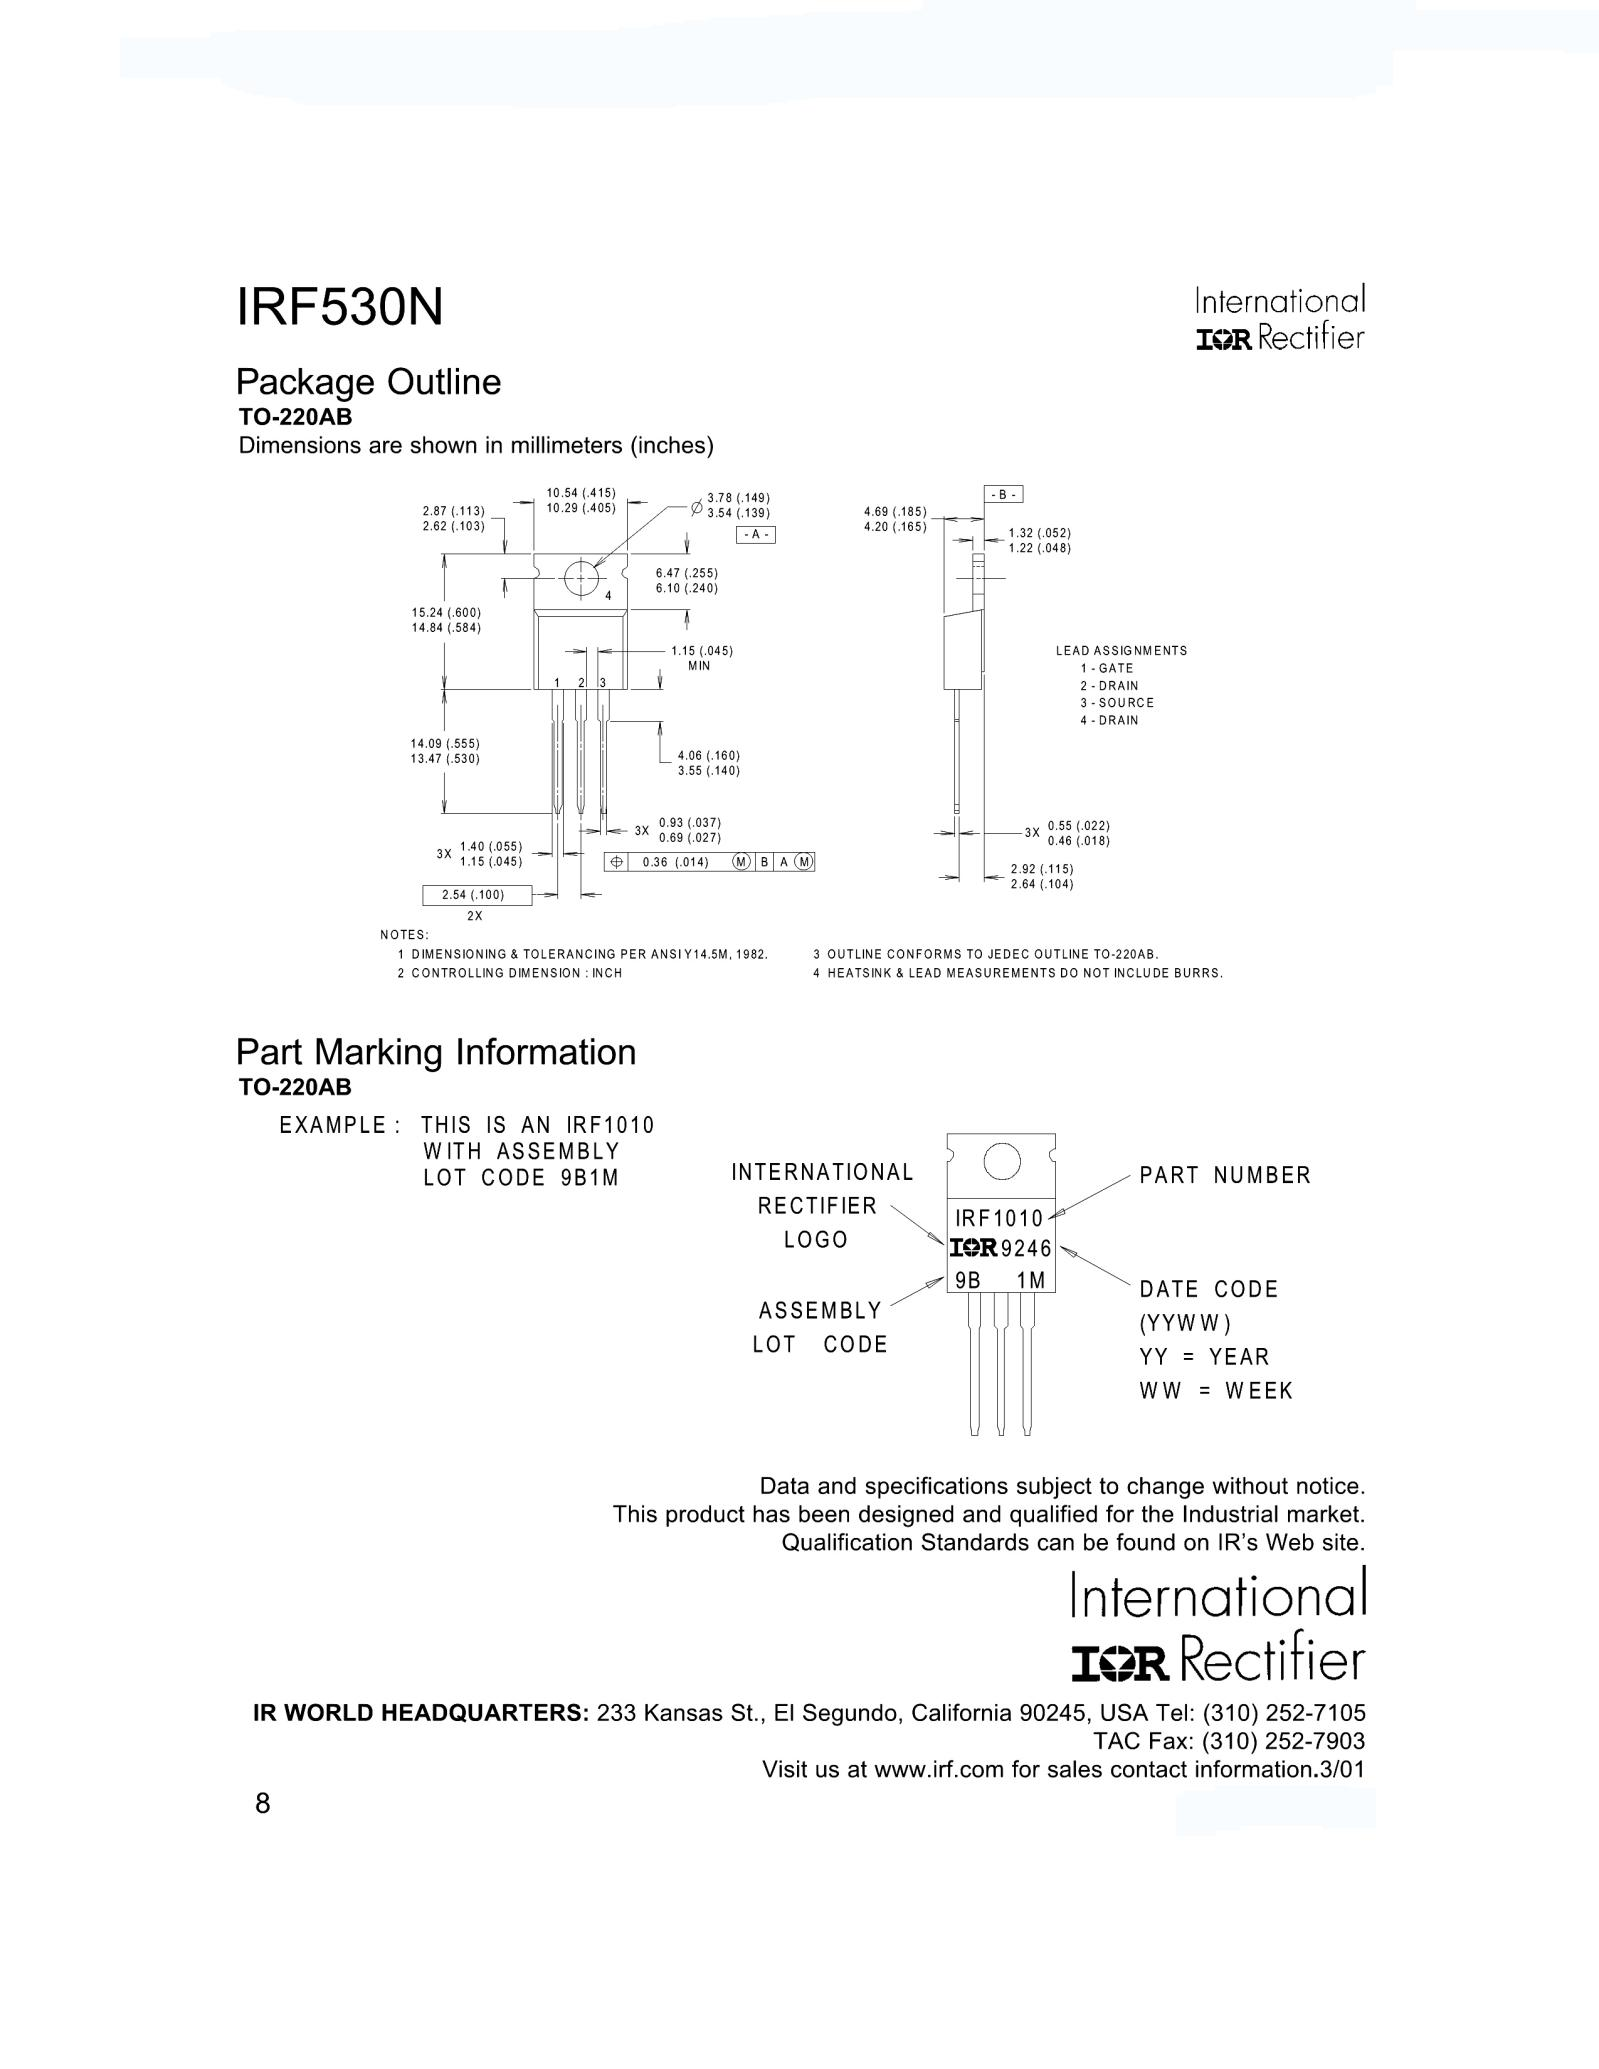 IRF530N
International
IOR Rectifier
Package Outline
TO-220AB
Dimensions are shown in millimeters (inches)
10.54 (.415)
10.29 (.405)
2.87 (.113)
2.62 (.103)
3.78 (.149)
3.54 (.139)
- A -
6.47 (.255)
6.10 (.240)
4
15.24 (.600)
14.84 (.584)
1.15 (.045)
MIN
1 2 3
14.09 (.555)
13.47 (.530)
4.06 (.160)
3.55 (.140)
3X 0.93 (.037)
0.69 (.027)
3X 1.40 (.055)
1.15 (.045)
0.36 (.014) M B A M
2.54 (.100)
2X
- B -
4.69 (.185)
4.20 (.165)
1.32 (.052)
1.22 (.048)
LEAD ASSIGNMENTS
1 - GATE
2 - DRAIN
3 - SOURCE
4 - DRAIN
3X 0.55 (.022)
0.46 (.018)
2.92 (.115)
2.64 (.104)
NOTES:
1 DIMENSIONING & TOLERANCING PER ANSI Y14.5M, 1982.
2 CONTROLLING DIMENSION : INCH
3 OUTLINE CONFORMS TO JEDEC OUTLINE TO-220AB.
4 HEATSINK & LEAD MEASUREMENTS DO NOT INCLUDE BURRS.
Part Marking Information
TO-220AB
EXAMPLE : THIS IS AN IRF1010
WITH ASSEMBLY
LOT CODE 9B1M
INTERNATIONAL
RECTIFIER
LOGO
ASSEMBLY
LOT CODE
IRF1010
IOR 9246
9B 1M
PART NUMBER
DATE CODE
(YYWW)
YY = YEAR
WW = WEEK
Data and specifications subject to change without notice.
This product has been designed and qualified for the Industrial market.
Qualification Standards can be found on IR's Web site.
International
IOR Rectifier
IR WORLD HEADQUARTERS: 233 Kansas St., El Segundo, California 90245, USA Tel: (310) 252-7105
TAC Fax: (310) 252-7903
Visit us at www.irf.com for sales contact information.3/01
8